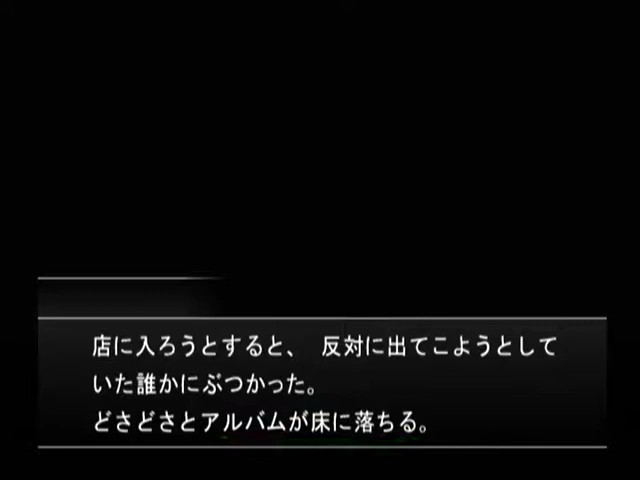 店に入ろうとすると、 反対に出てこようとして
いた誰かにぶつかった。
どさどさとアルバムが床に落ちる。